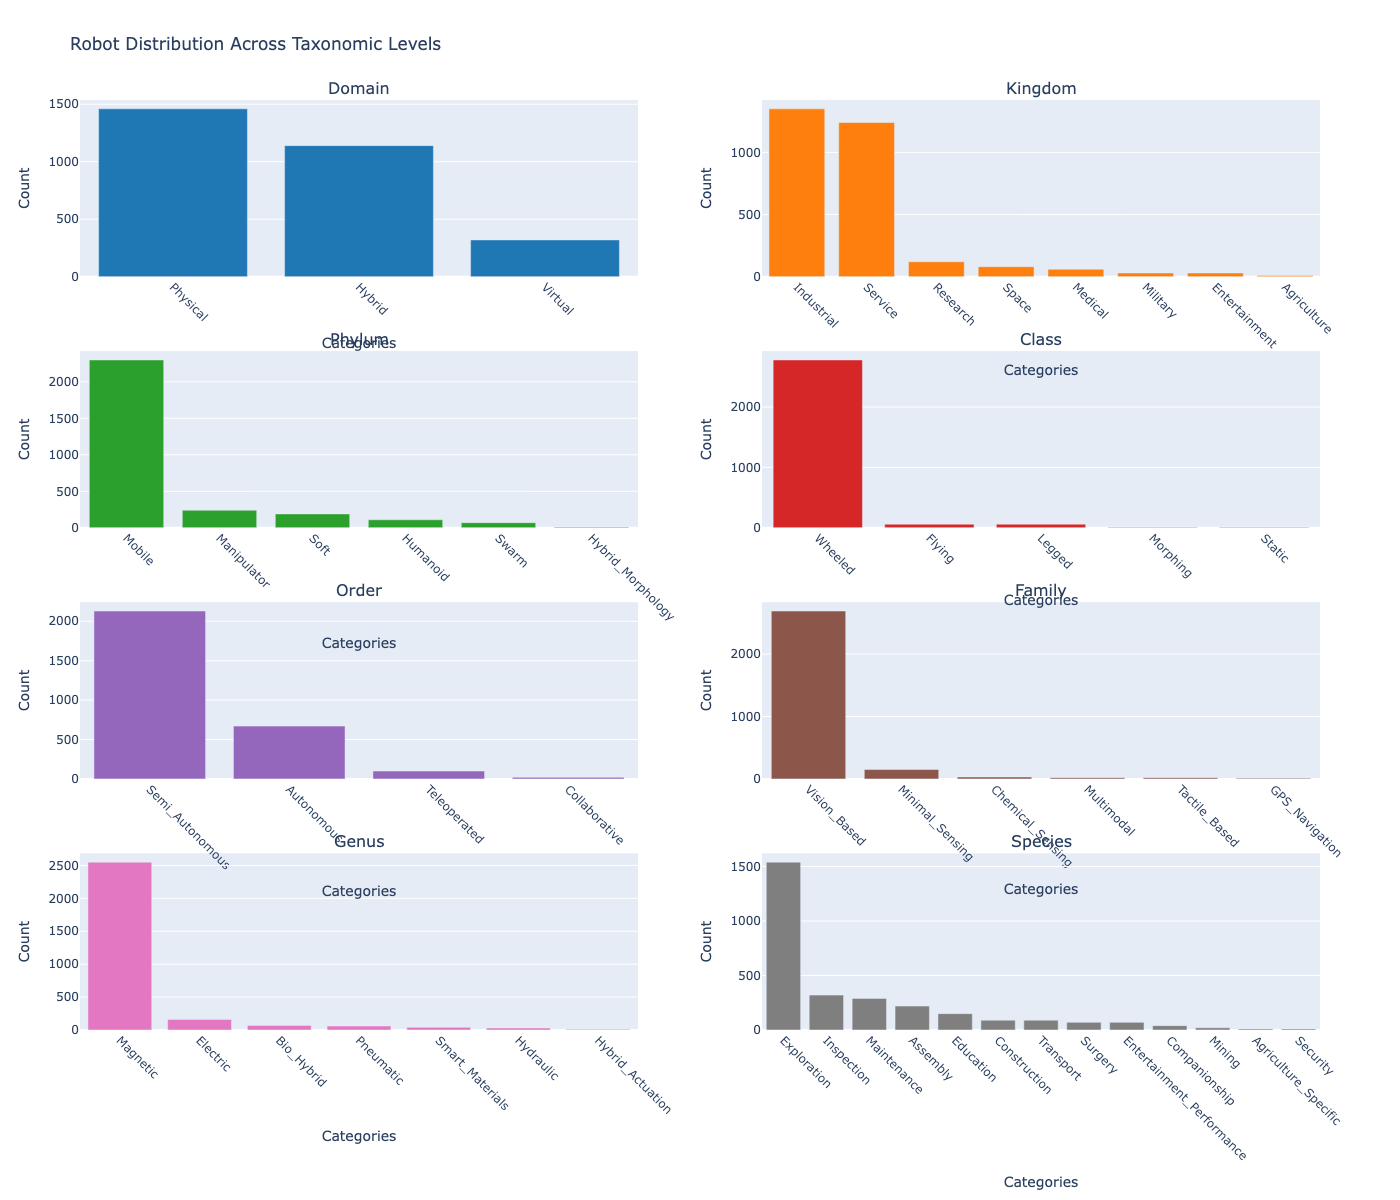 Robot Distribution Across Taxonomic Levels
Domain
Count
1500
1000
500
0
Physical
Hybrid
Virtual
Categories
Kingdom
Count
1000
500
0
Industrial
Service
Research
Space
Medical
Military
Entertainment
Agriculture
Categories
Phylum
Count
2000
1500
1000
500
0
Mobile
Manipulator
Soft
Humanoid
Swarm
Hybrid_Morphology
Categories
Class
Count
2000
1000
0
Wheeled
Flying
Legged
Morphing
Static
Categories
Order
Count
2000
1500
1000
500
0
Semi_Autonomous
Autonomous
Teleoperated
Collaborative
Categories
Family
Count
2000
1000
0
Vision_Based
Minimal_Sensing
Chemical_Sensing
Multimodal
Tactile_Based
GPS_Navigation
Categories
Genus
Count
2500
2000
1500
1000
500
0
Magnetic
Electric
Bio_Hybrid
Pneumatic
Smart_Materials
Hydraulic
Hybrid_Actuation
Categories
Species
Count
1500
1000
500
0
Exploration
Inspection
Maintenance
Assembly
Education
Construction
Transport
Surgery
Entertainment_Performance
Companionship
Mining
Agriculture_Specific
Security
Categories